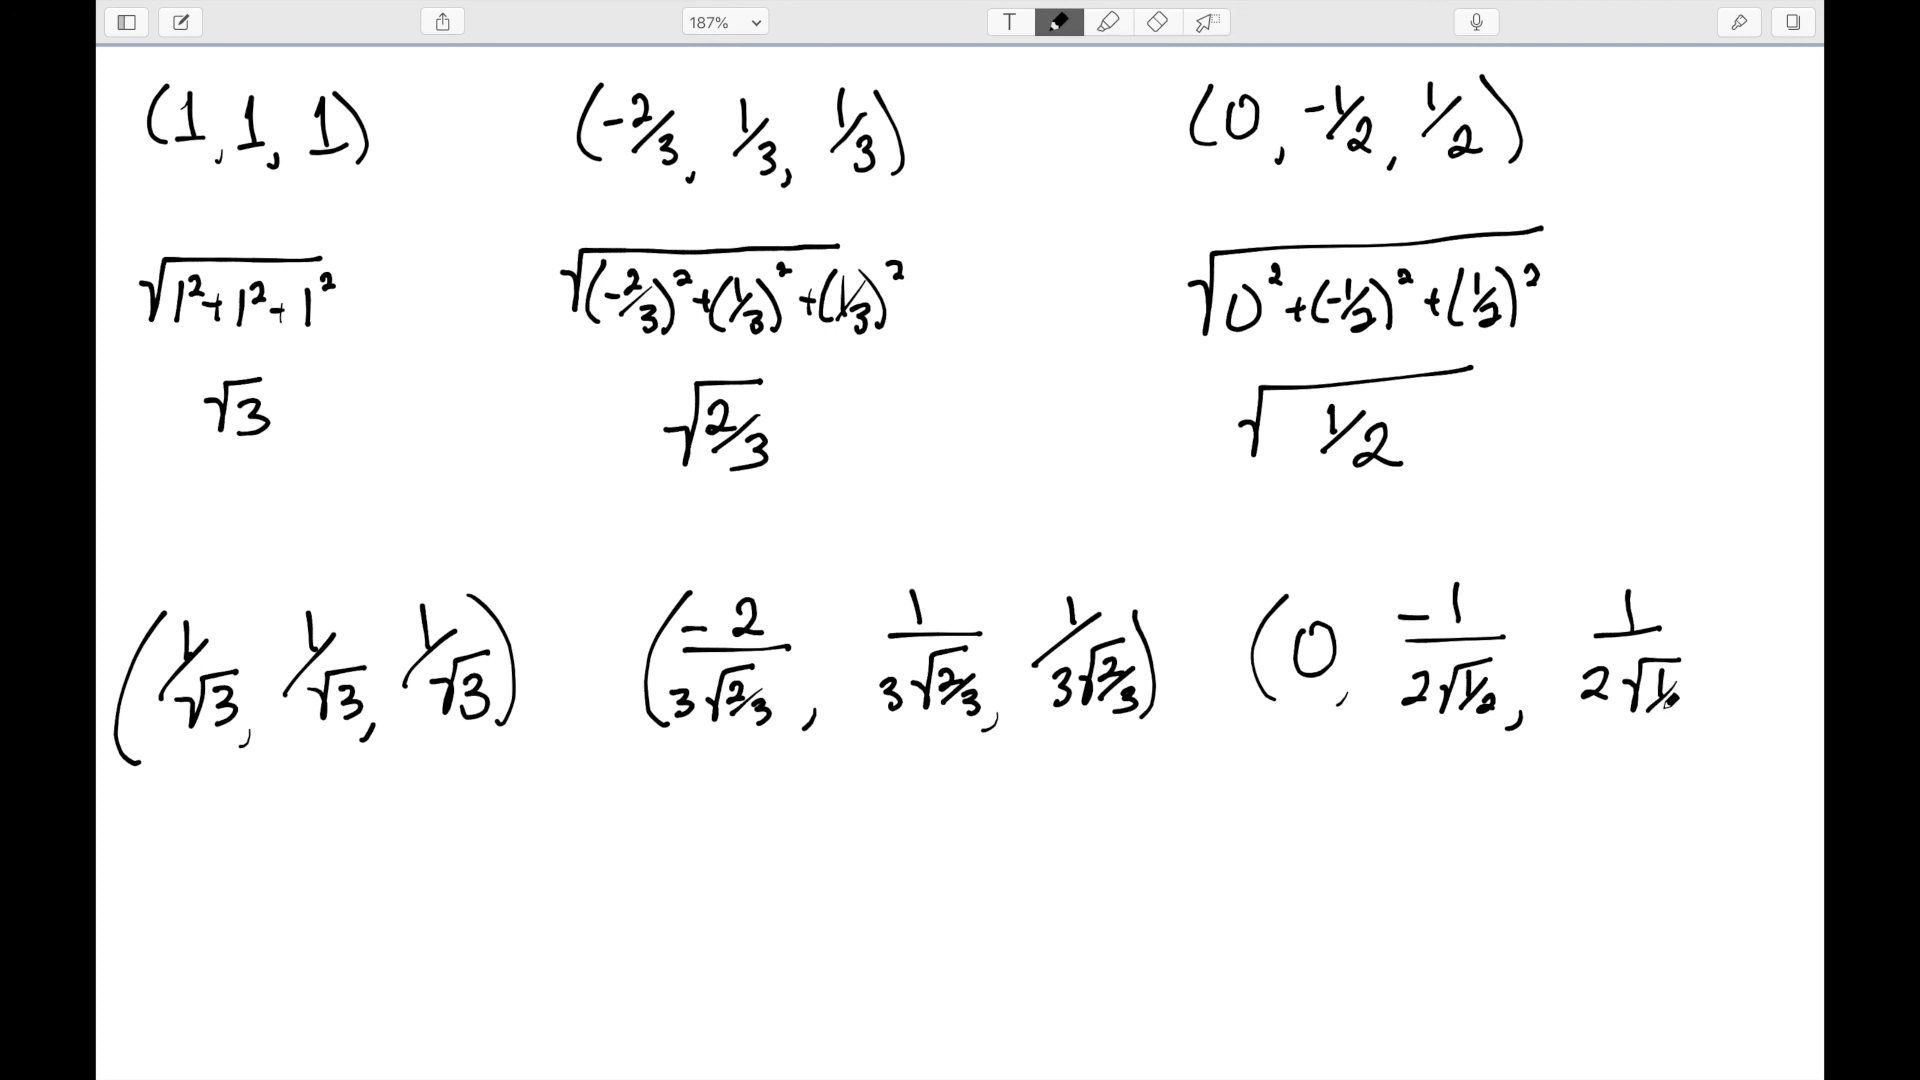 187%
T
(1, 1, 1) (-2/3, 1/3, 1/3) (0, -1/2, 1/2)
√1²+1²+1² √(-2/3)²+(1/3)²+(1/3)² √0²+(-1/2)²+(1/2)²
√3 √2/3 √1/2
(1/√3, 1/√3, 1/√3) (-2/3√2/3, 1/3√2/3, 1/3√2/3) (0, -1/2√1/2, 1/2√1/